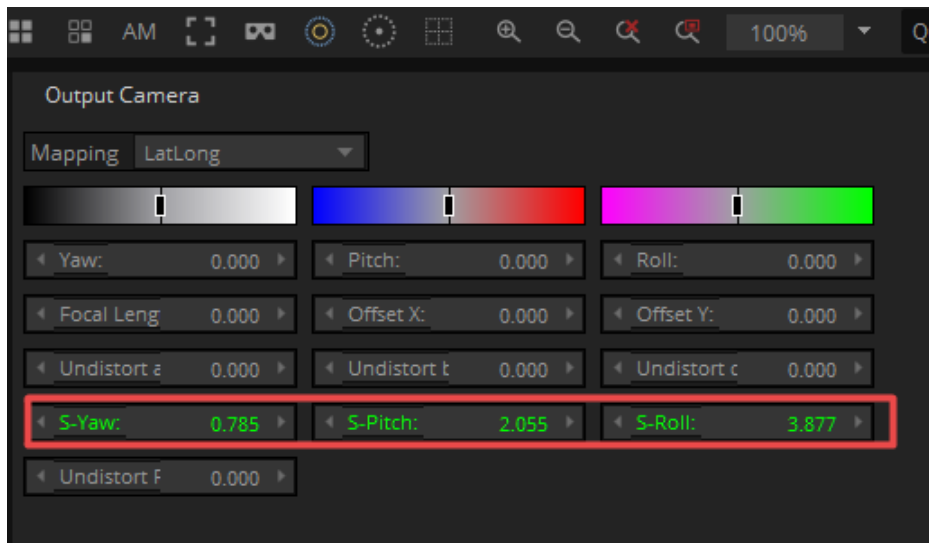 AM 100% Q
Output Camera
Mapping LatLong
Yaw: 0.000 Pitch: 0.000 Roll: 0.000
Focal Leng 0.000 Offset X: 0.000 Offset Y: 0.000
Undistort a 0.000 Undistort b 0.000 Undistort c 0.000
S-Yaw: 0.785 S-Pitch: 2.055 S-Roll: 3.877
Undistort F 0.000